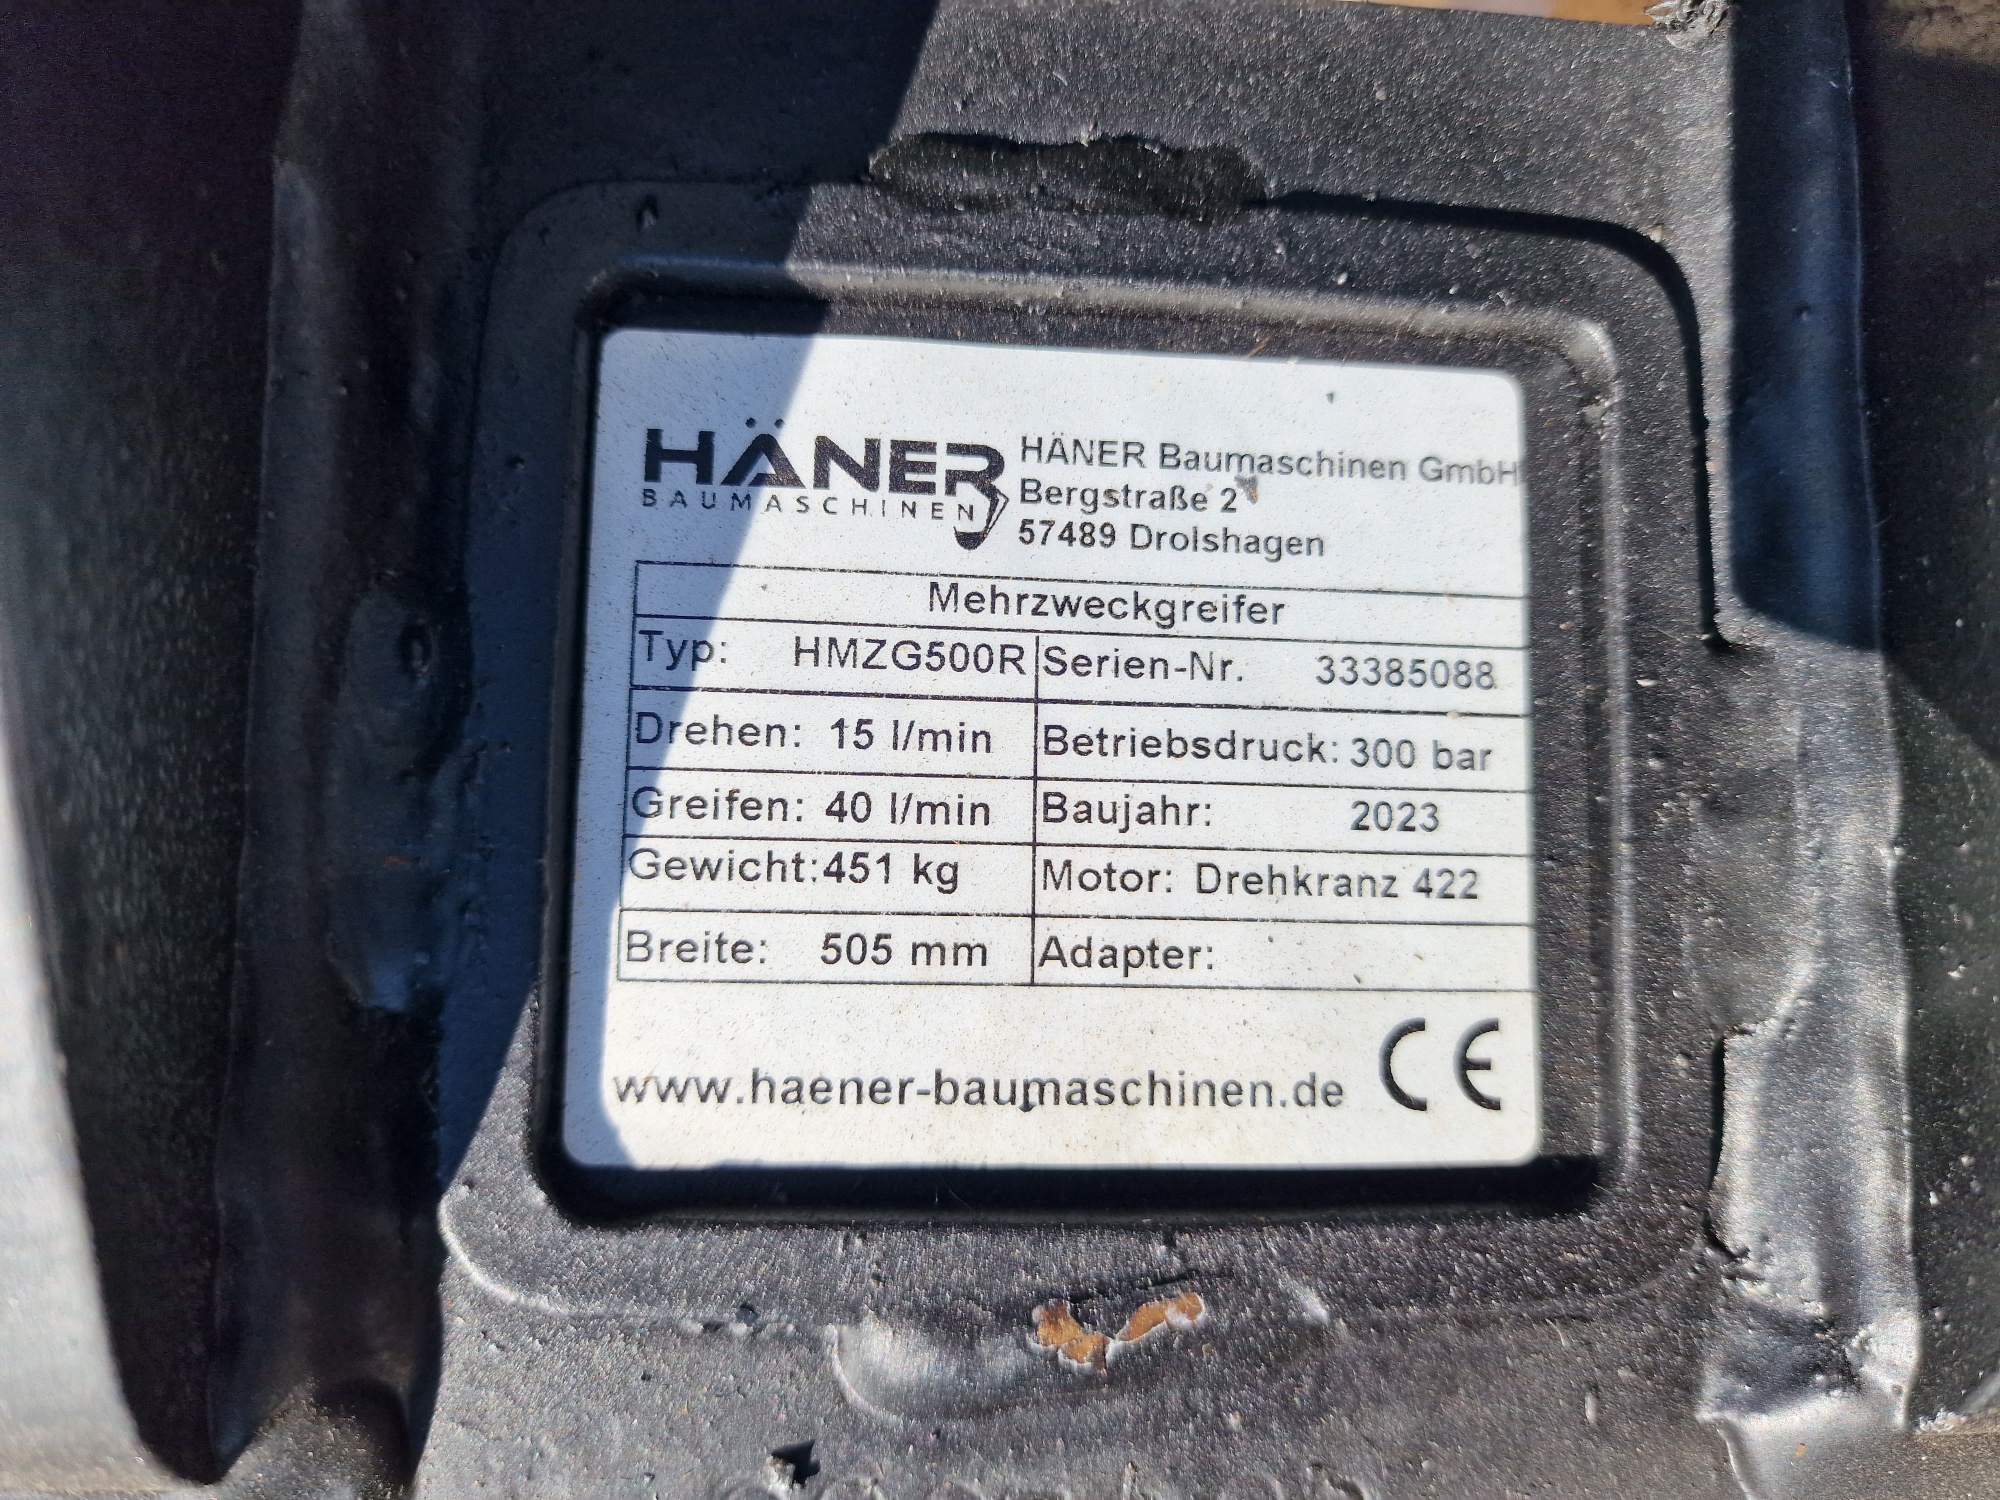 HÄNER
BAUMASCHINEN
HÄNER Baumaschinen GmbH
Bergstraße 2
57489 Drolshagen
Mehrzweckgreifer
Typ: HMZG500R Serien-Nr. 33385088
Drehen: 15 l/min Betriebsdruck: 300 bar
Greifen: 40 l/min Baujahr: 2023
Gewicht:451 kg Motor: Drehkranz 422
Breite: 505 mm Adapter:
www.haener-baumaschinen.de CE